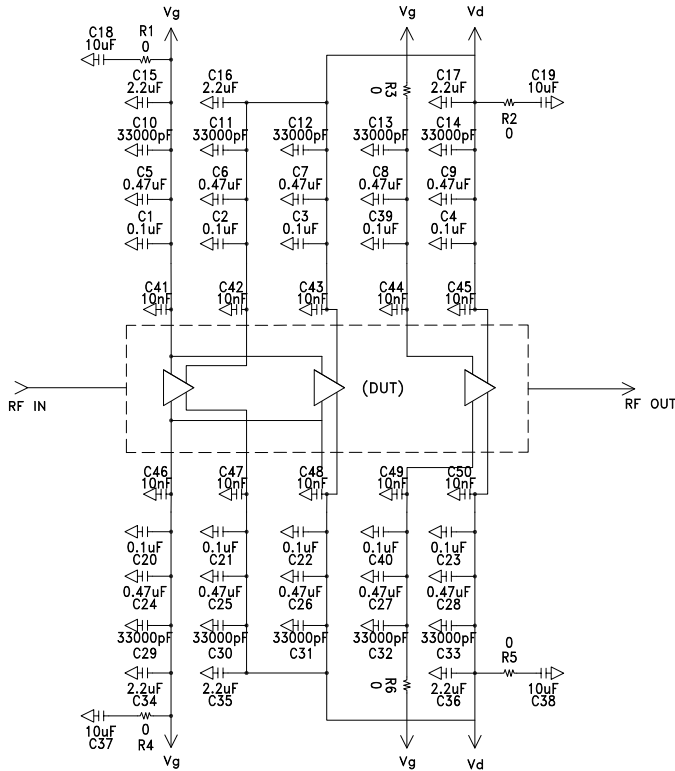 Vg
Vg
Vd
C18
10uF
R1
0
C15
2.2uF
C16
2.2uF
R3
0
C17
2.2uF
C19
10uF
R2
0
C10
33000pF
C11
33000pF
C12
33000pF
C13
33000pF
C14
33000pF
C5
0.47uF
C6
0.47uF
C7
0.47uF
C8
0.47uF
C9
0.47uF
C1
0.1uF
C2
0.1uF
C3
0.1uF
C39
0.1uF
C4
0.1uF
C41
10nF
C42
10nF
C43
10nF
C44
10nF
C45
10nF
RF IN
(DUT)
RF OUT
C46
10nF
C47
10nF
C48
10nF
C49
10nF
C50
10nF
0.1uF
C20
0.1uF
C21
0.1uF
C22
0.1uF
C40
0.1uF
C23
0.47uF
C24
0.47uF
C25
0.47uF
C26
0.47uF
C27
0.47uF
C28
33000pF
C29
33000pF
C30
33000pF
C31
33000pF
C32
33000pF
C33
0
R5
2.2uF
C34
2.2uF
C35
R6
0
2.2uF
C36
10uF
C38
10uF
C37
0
R4
Vg
Vg
Vd